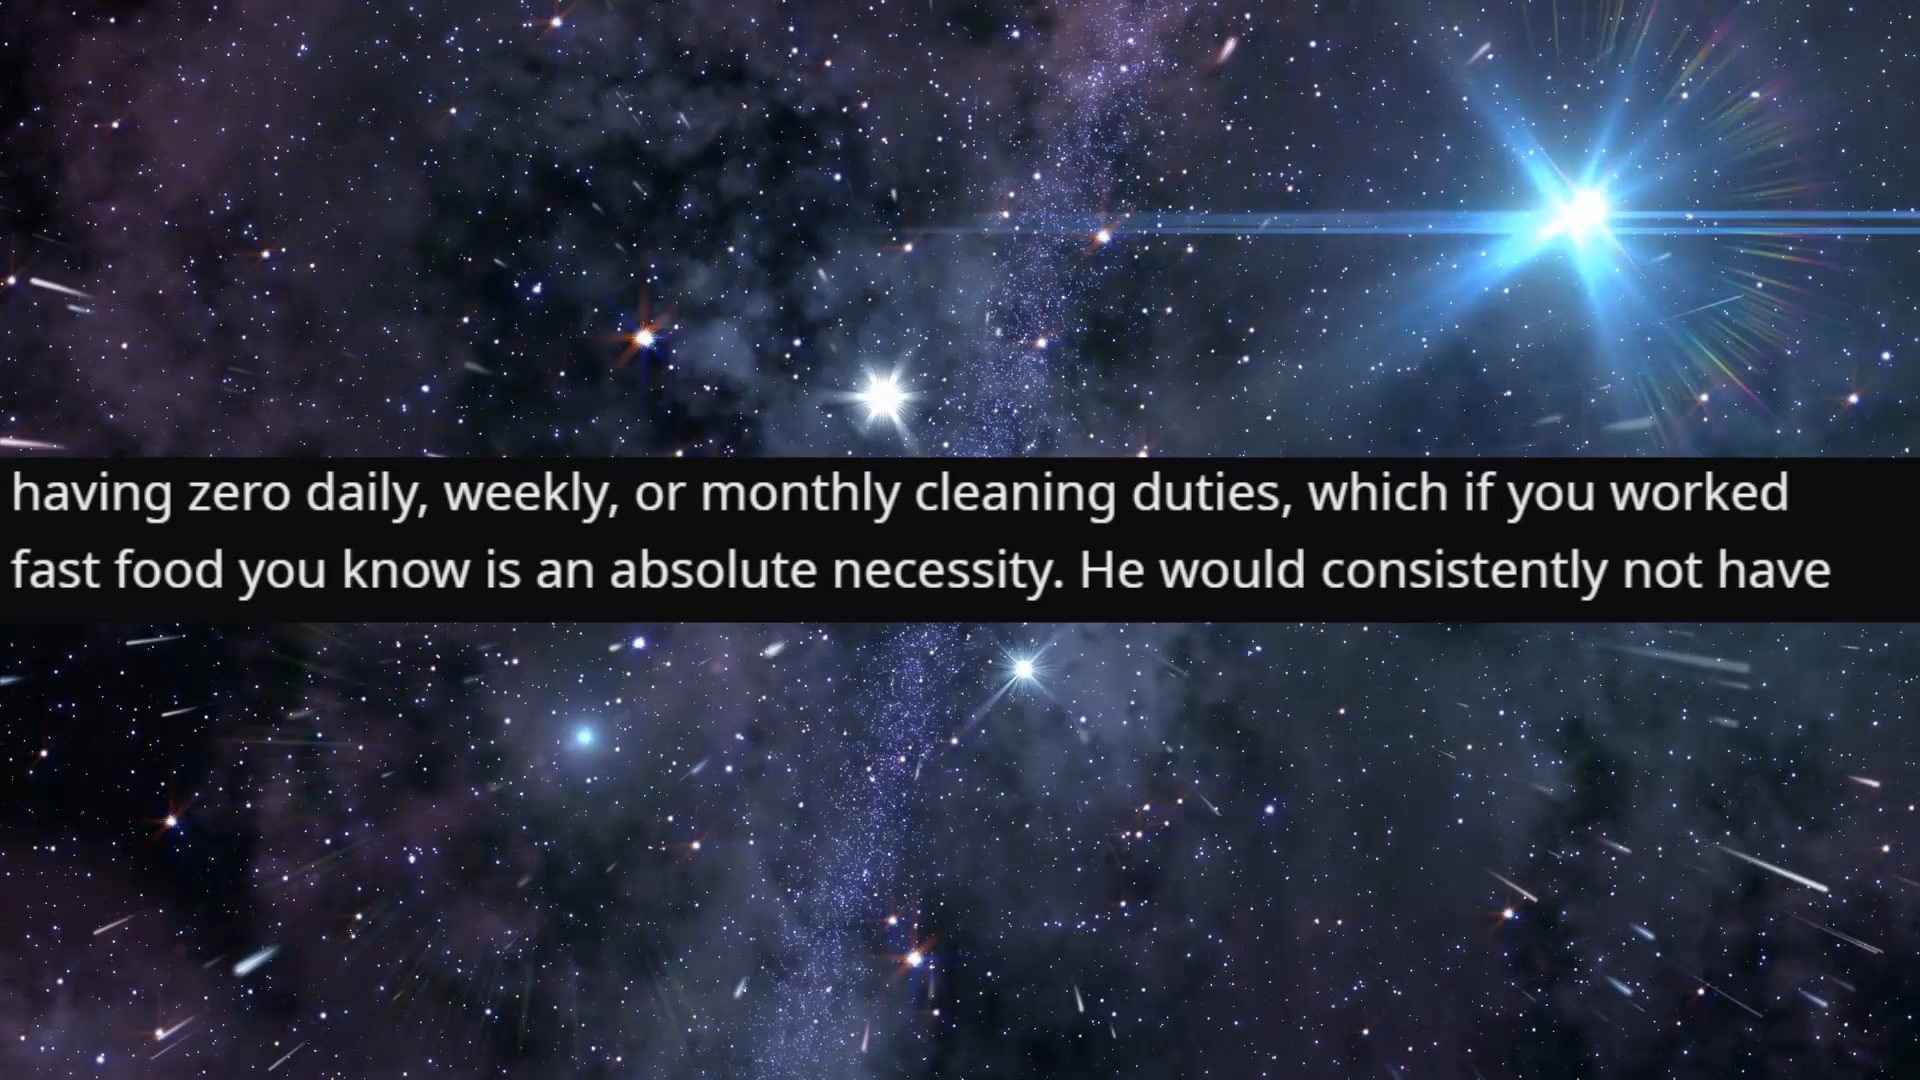 having zero daily, weekly, or monthly cleaning duties, which if you worked
fast food you know is an absolute necessity. He would consistently not have